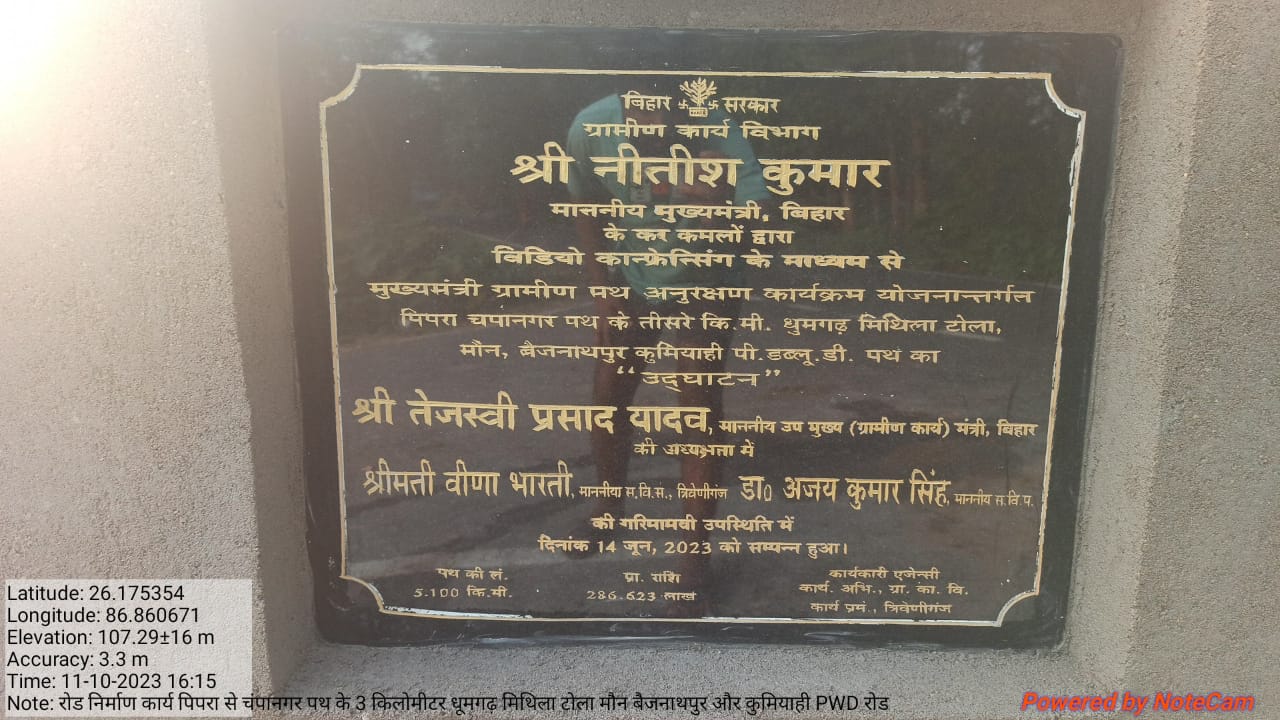 बिहार सरकार
ग्रामीण कार्य विभाग
श्री नीतीश कुमार
माननीय मुख्यमंत्री, बिहार
के कर कमलों द्वारा
विडियो कान्फ्रेन्सिंग के माध्यम से
मुख्यमंत्री ग्रामीण पथ अनुरक्षण कार्यक्रम योजनान्तर्गत
पिपरा चपानगर पथ के तीसरे कि.मी. धुमगढ़ मिथिला टोला,
मौन, बैजनाथपुर कुमियाही पी.डब्लू.डी. पथ का
“उद्घाटन”
श्री तेजस्वी प्रसाद यादव, माननीय उप मुख्य (ग्रामीण कार्य) मंत्री, बिहार
की अध्यक्षता में
श्रीमती वीणा भारती, माननीया स.वि.स., त्रिवेणीगंज डा० अजय कुमार सिंह, माननीय स.वि.प.
की गरिमामयी उपस्थिति में
दिनांक 14 जून, 2023 को सम्पन्न हुआ।
पथ की लं. प्रा. राशि कार्यकारी एजेन्सी
5.100 कि.मी. 286.623 लाख कार्य. अभि., ग्रा. का. वि.
कार्य प्रमं., त्रिवेणीगंज
Latitude: 26.175354
Longitude: 86.860671
Elevation: 107.29±16 m
Accuracy: 3.3 m
Time: 11-10-2023 16:15
Note: रोड निर्माण कार्य पिपरा से चंपानगर पथ के 3 किलोमीटर धूमगढ़ मिथिला टोला मौन बैजनाथपुर और कुमियाही PWD रोड
Powered by NoteCam